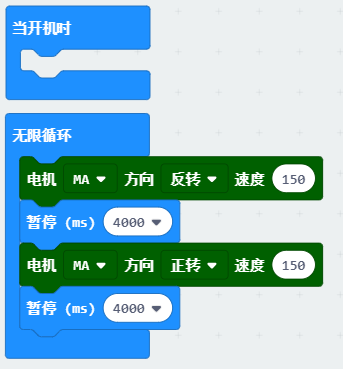 当开机时
无限循环
电机 MA 方向 反转 速度 150
暂停 (ms) 4000
电机 MA 方向 正转 速度 150
暂停 (ms) 4000